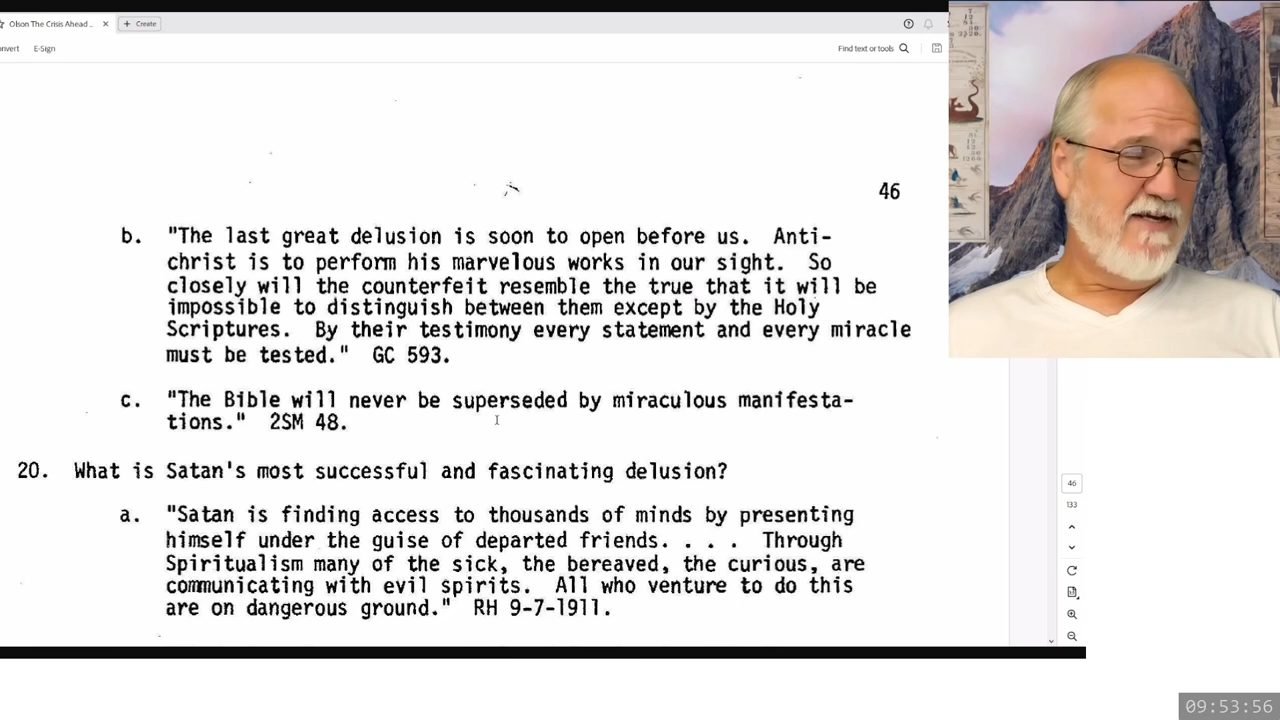 Olson The Crisis Ahead ..
Create
nvert
E-Sign
Find text or tools
46
b. "The last great delusion is soon to open before us. Anti-
christ is to perform his marvelous works in our sight. So
closely will the counterfeit resemble the true that it will be
impossible to distinguish between them except by the Holy
Scriptures. By their testimony every statement and every miracle
must be tested." GC 593.
c. "The Bible will never be superseded by miraculous manifesta-
tions." 2SM 48.
20. What is Satan's most successful and fascinating delusion?
a. "Satan is finding access to thousands of minds by presenting
himself under the guise of departed friends. . . . Through
Spiritualism many of the sick, the bereaved, the curious, are
communicating with evil spirits. All who venture to do this
are on dangerous ground." RH 9-7-1911.
46
133
09:53:56